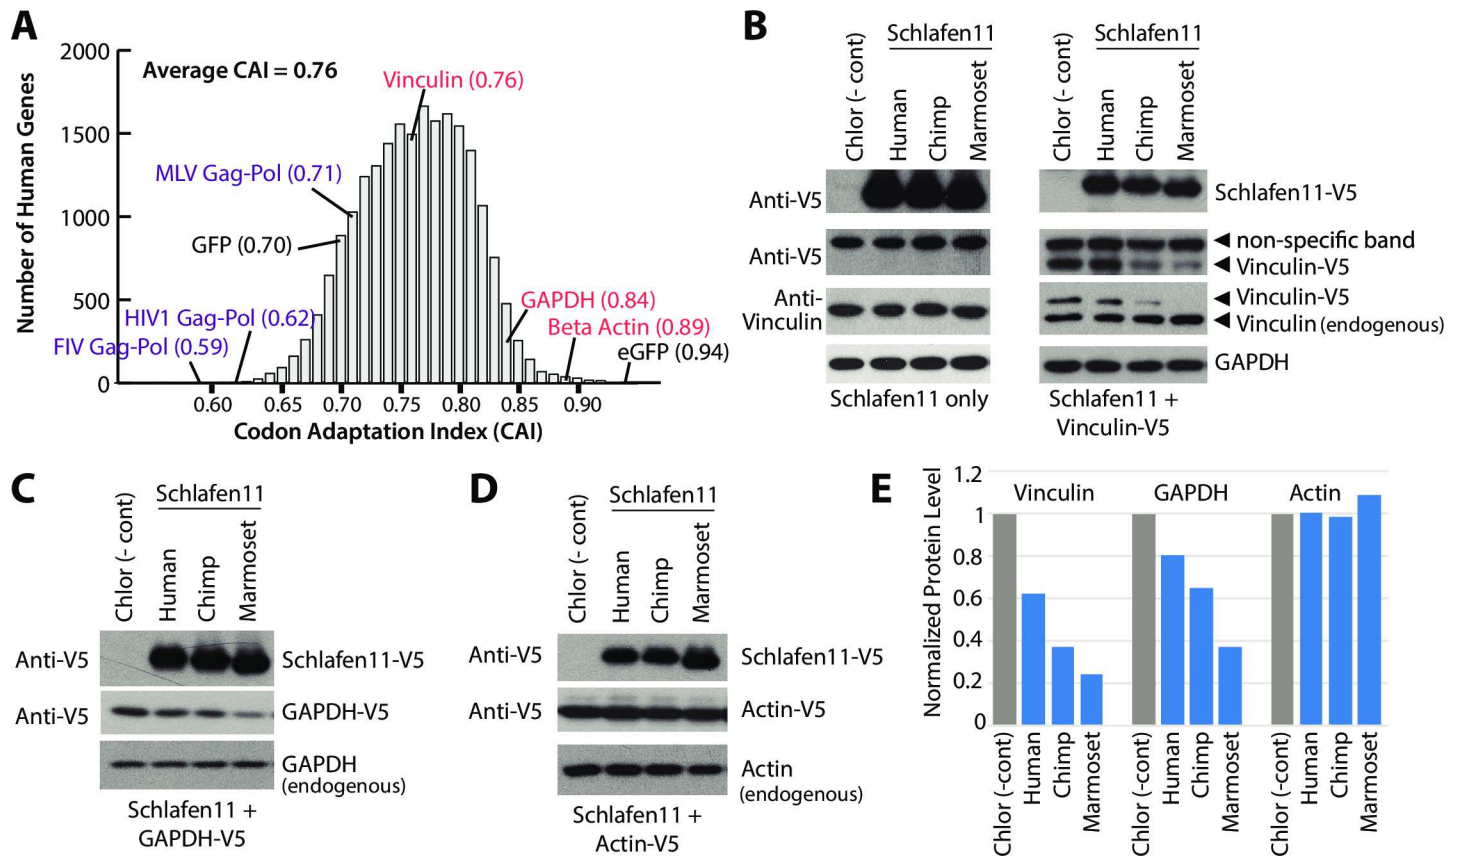 A
2000
1500
1000
500
0
Number of Human Genes
Average CAI = 0.76
Vinculin (0.76)
MLV Gag-Pol (0.71)
GFP (0.70)
HIV1 Gag-Pol (0.62)
FIV Gag-Pol (0.59)
GAPDH (0.84)
Beta Actin (0.89)
eGFP (0.94)
0.60 0.65 0.70 0.75 0.80 0.85 0.90
Codon Adaptation Index (CAI)
B
Schlafen11
Chlor (- cont)
Human
Chimp
Marmoset
Anti-V5
Anti-V5
Anti-
Vinculin
Schlafen11 only
Schlafen11
Chlor (- cont)
Human
Chimp
Marmoset
Schlafen11-V5
non-specific band
Vinculin-V5
Vinculin-V5
Vinculin (endogenous)
GAPDH
Schlafen11 +
Vinculin-V5
C
Schlafen11
Chlor (- cont)
Human
Chimp
Marmoset
Anti-V5
Schlafen11-V5
Anti-V5
GAPDH-V5
GAPDH
(endogenous)
Schlafen11 +
GAPDH-V5
D
Schlafen11
Chlor (- cont)
Human
Chimp
Marmoset
Anti-V5
Schlafen11-V5
Anti-V5
Actin-V5
Actin
(endogenous)
Schlafen11 +
Actin-V5
E
Normalized Protein Level
1.2
1
0.8
0.6
0.4
0.2
0
Vinculin
GAPDH
Actin
Chlor (-cont)
Human
Chimp
Marmoset
Chlor (-cont)
Human
Chimp
Marmoset
Chlor (-cont)
Human
Chimp
Marmoset